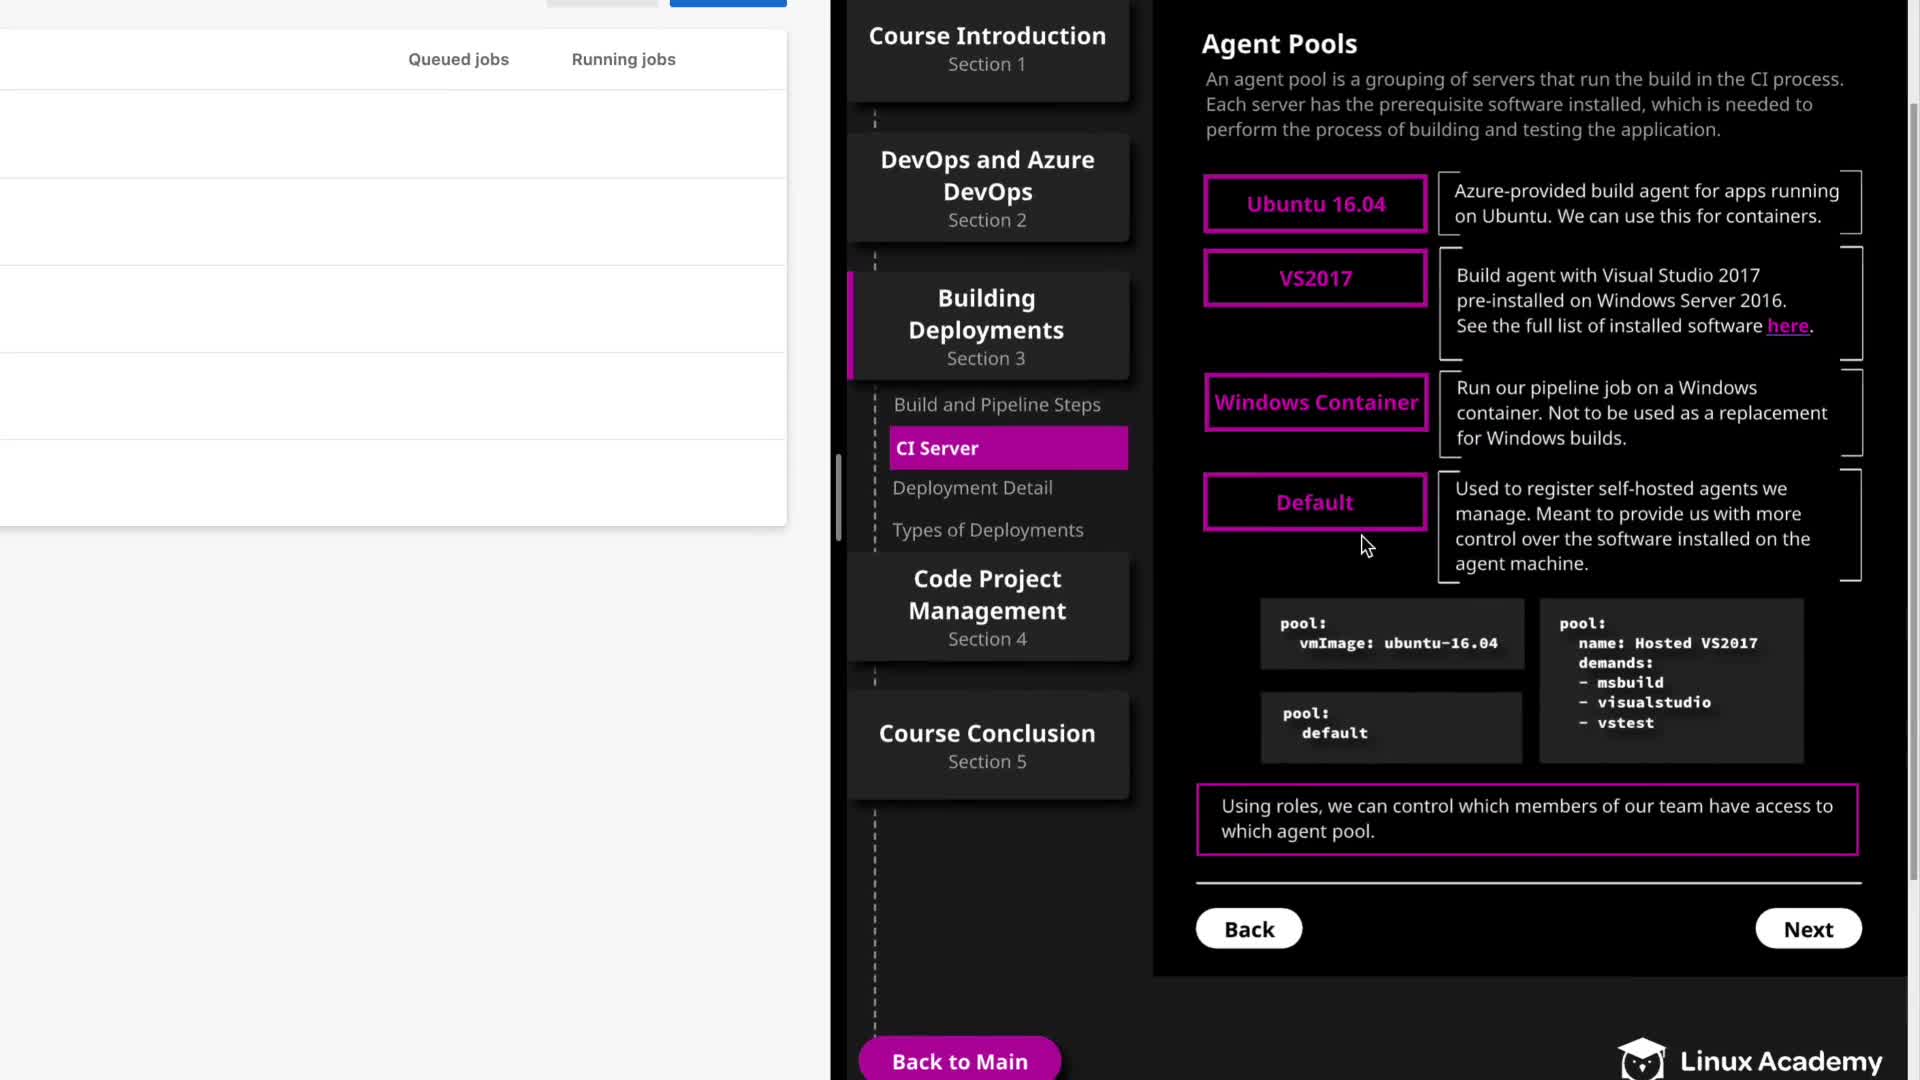 Queued jobs
Running jobs
Course Introduction
Section 1
DevOps and Azure
DevOps
Section 2
Building
Deployments
Section 3
Build and Pipeline Steps
CI Server
Deployment Detail
Types of Deployments
Code Project
Management
Section 4
Course Conclusion
Section 5
Back to Main
Agent Pools
An agent pool is a grouping of servers that run the build in the CI process.
Each server has the prerequisite software installed, which is needed to
perform the process of building and testing the application.
Ubuntu 16.04
Azure-provided build agent for apps running
on Ubuntu. We can use this for containers.
VS2017
Build agent with Visual Studio 2017
pre-installed on Windows Server 2016.
See the full list of installed software here.
Windows Container
Run our pipeline job on a Windows
container. Not to be used as a replacement
for Windows builds.
Default
Used to register self-hosted agents we
manage. Meant to provide us with more
control over the software installed on the
agent machine.
pool:
vmImage: ubuntu-16.04
pool:
default
pool:
name: Hosted VS2017
demands:
- msbuild
- visualstudio
- vstest
Using roles, we can control which members of our team have access to
which agent pool.
Back
Next
Linux Academy